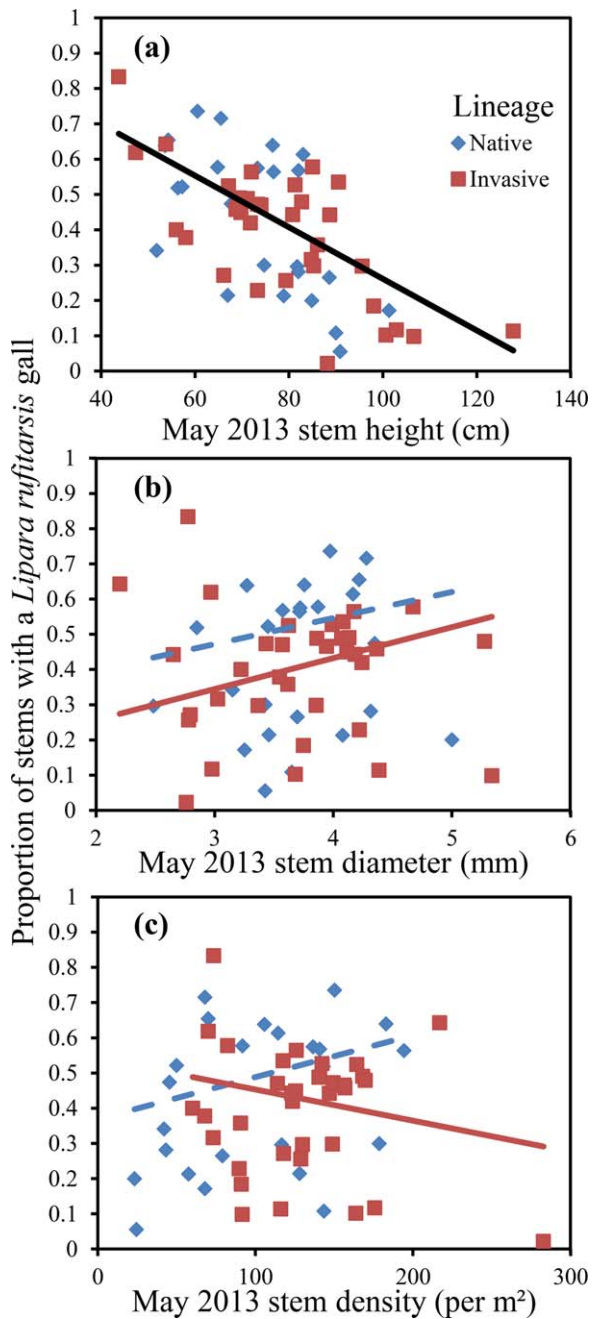 Proportion of stems with a Lipara rufitarsis gall
(a)
1
0.9
0.8
0.7
0.6
0.5
0.4
0.3
0.2
0.1
0
Lineage
Native
Invasive
40 60 80 100 120 140
May 2013 stem height (cm)
(b)
1
0.9
0.8
0.7
0.6
0.5
0.4
0.3
0.2
0.1
0
2 3 4 5 6
May 2013 stem diameter (mm)
(c)
1
0.9
0.8
0.7
0.6
0.5
0.4
0.3
0.2
0.1
0
0 100 200 300
May 2013 stem density (per m²)